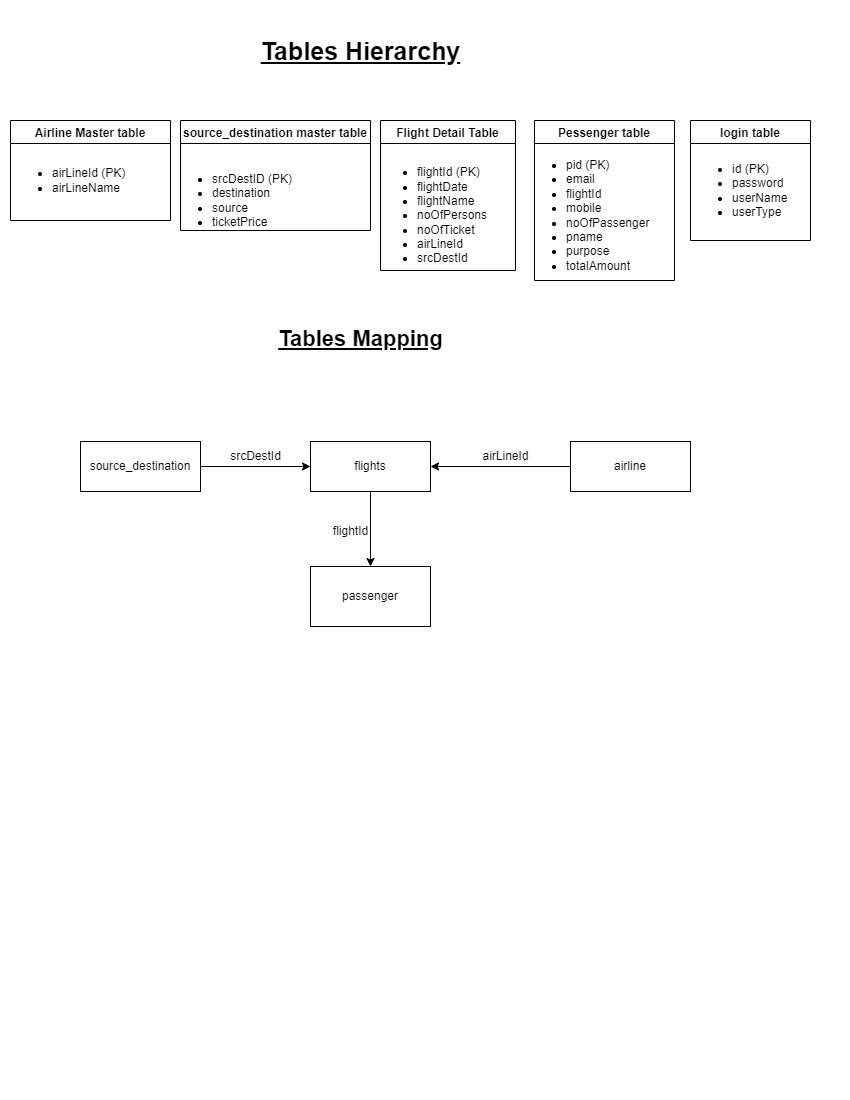 Tables Hierarchy
Airline Master table
airLineId (PK)
airLineName
source_destination master table
srcDestID (PK)
destination
source
ticketPrice
Flight Detail Table
flightId (PK)
flightDate
flightName
noOfPersons
noOfTicket
airLineId
srcDestId
Pessenger table
pid (PK)
email
flightId
mobile
noOfPassenger
pname
purpose
totalAmount
login table
id (PK)
password
userName
userType
Tables Mapping
source_destination
srcDestId
flights
airLineId
airline
flightId
passenger